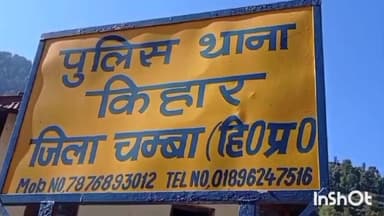 पुलिस थाना
किहार
जिला चम्बा (हि0प्र0
Mob No.7876893012 TEL NO,01896247516
InShOt